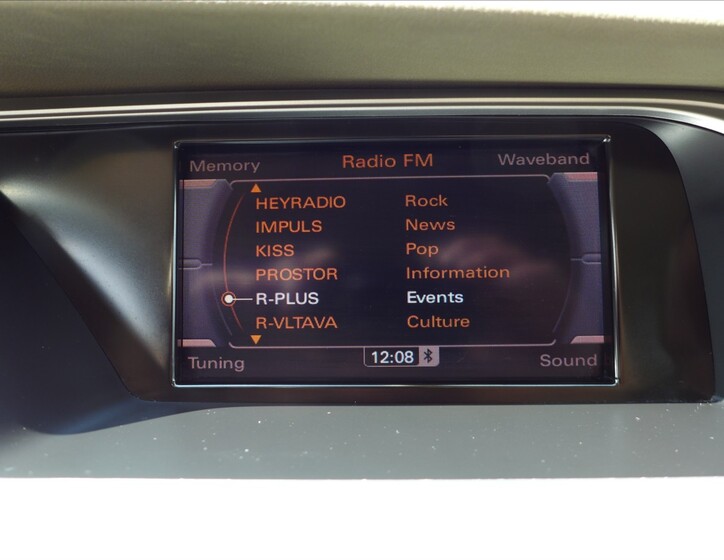 Memory Radio FM Waveband
HEYRADIO Rock
IMPULS News
KISS Pop
PROSTOR Information
R-PLUS Events
R-VLTAVA Culture
Tuning 12:08 Sound